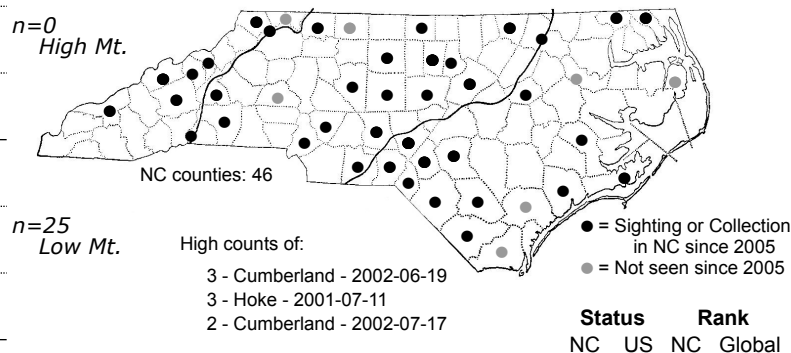 n=0
High Mt.
NC counties: 46
n=25
Low Mt.
High counts of:
3 - Cumberland - 2002-06-19
3 - Hoke - 2001-07-11
2 - Cumberland - 2002-07-17
= Sighting or Collection
in NC since 2005
= Not seen since 2005
Status Rank
NC US NC Global